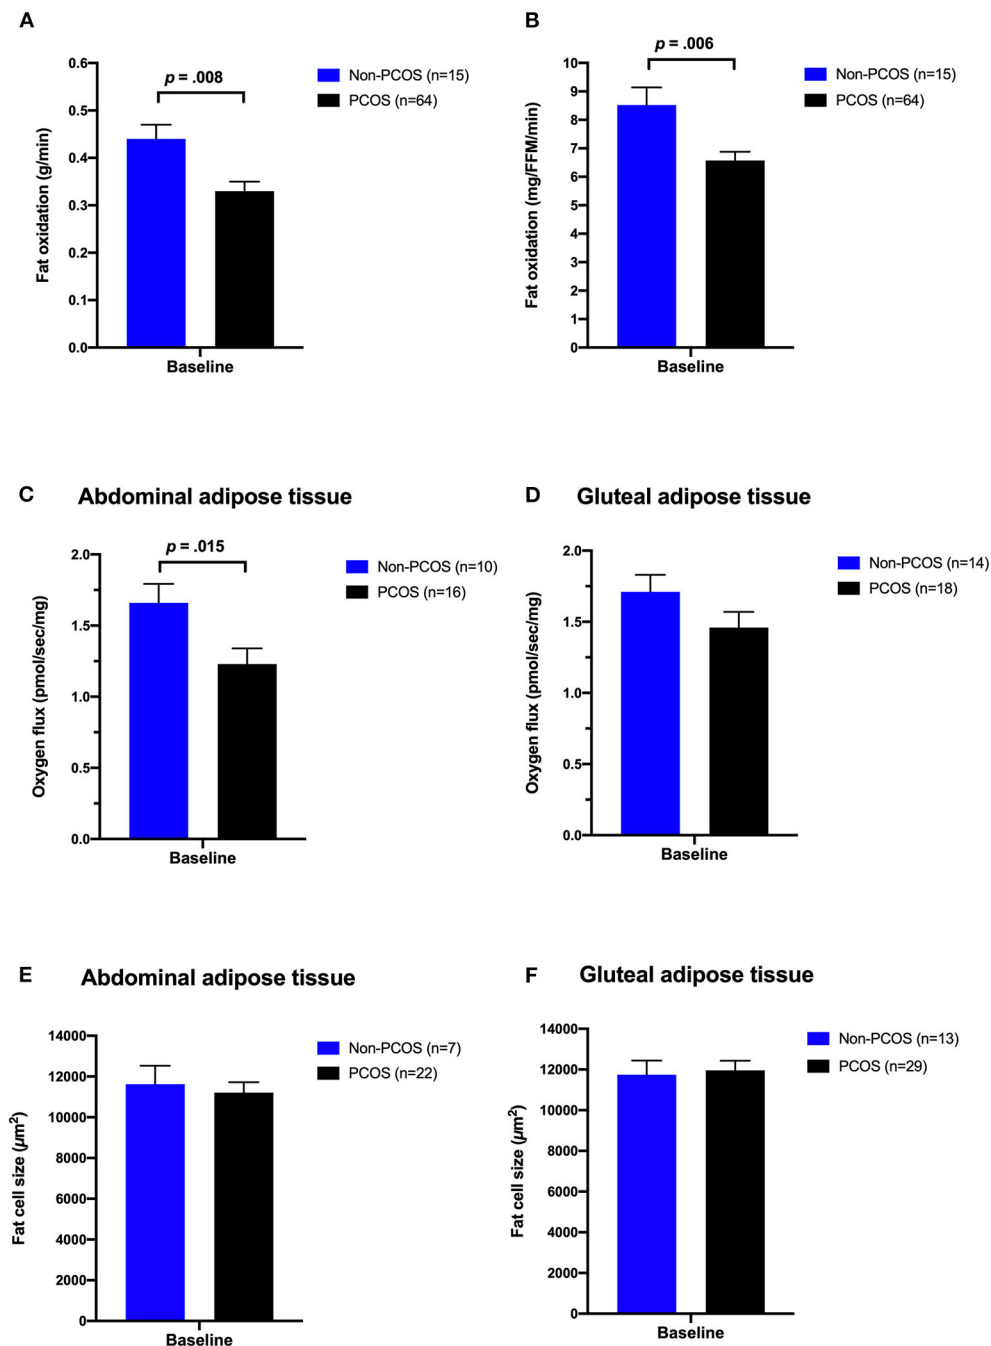 A
p = .008
Non-PCOS (n=15)
PCOS (n=64)
Fat oxidation (g/min)
0.6
0.5
0.4
0.3
0.2
0.1
0.0
Baseline
B
p = .006
Non-PCOS (n=15)
PCOS (n=64)
Fat oxidation (mg/FFM/min)
10
9
8
7
6
5
4
3
2
1
0
Baseline
C Abdominal adipose tissue
p = .015
Non-PCOS (n=10)
PCOS (n=16)
Oxygen flux (pmol/sec/mg)
2.0
1.5
1.0
0.5
0.0
Baseline
D Gluteal adipose tissue
Non-PCOS (n=14)
PCOS (n=18)
Oxygen flux (pmol/sec/mg)
2.0
1.5
1.0
0.5
0.0
Baseline
E Abdominal adipose tissue
Non-PCOS (n=7)
PCOS (n=22)
Fat cell size (µm²)
14000
12000
10000
8000
6000
4000
2000
0
Baseline
F Gluteal adipose tissue
Non-PCOS (n=13)
PCOS (n=29)
Fat cell size (µm²)
14000
12000
10000
8000
6000
4000
2000
0
Baseline